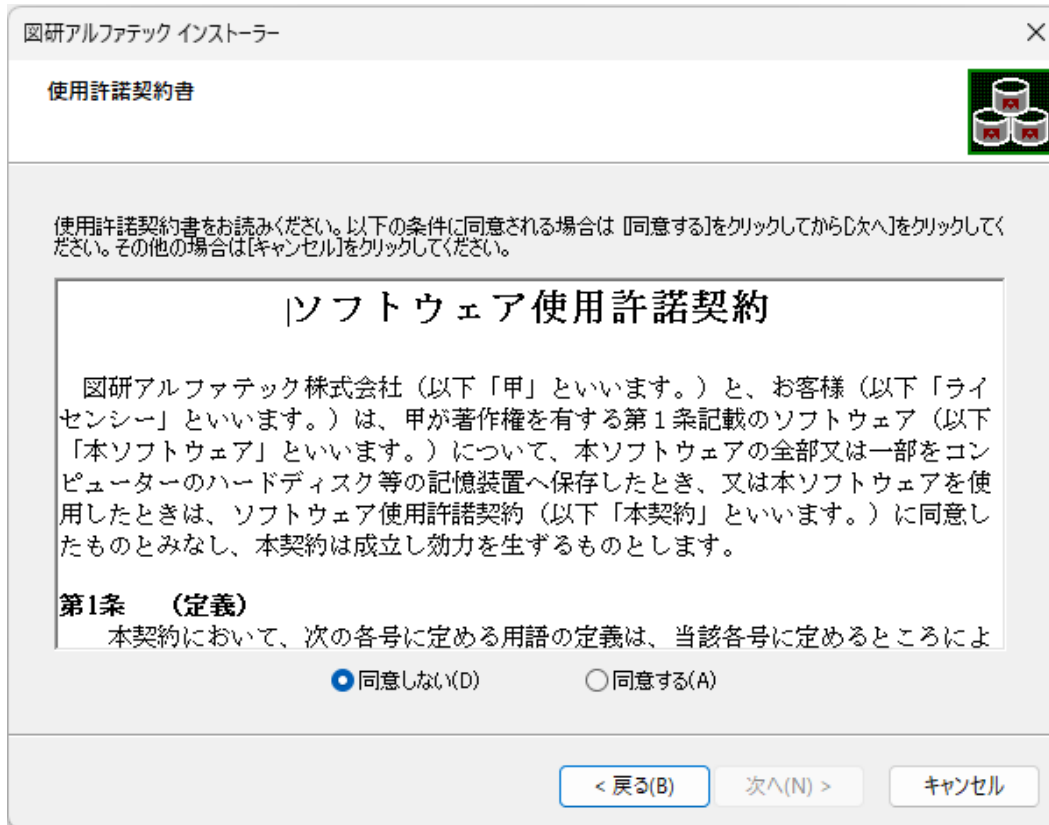 図研アルファテック インストーラー
使用許諾契約書
使用許諾契約書をお読みください。以下の条件に同意される場合は [同意する]をクリックしてから[次へ]をクリックしてく
ださい。その他の場合は[キャンセル]をクリックしてください。
ソフトウェア使用許諾契約
図研アルファテック株式会社（以下「甲」といいます。）と、お客様（以下「ライ
センシー」といいます。）は、甲が著作権を有する第１条記載のソフトウェア（以下
「本ソフトウェア」といいます。）について、本ソフトウェアの全部又は一部をコン
ピューターのハードディスク等の記憶装置へ保存したとき、又は本ソフトウェアを使
用したときは、ソフトウェア使用許諾契約（以下「本契約」といいます。）に同意し
たものとみなし、本契約は成立し効力を生ずるものとします。
第1条　（定義）
本契約において、次の各号に定める用語の定義は、当該各号に定めるところによ
同意しない(D)　同意する(A)
< 戻る(B)　次へ(N) >　キャンセル